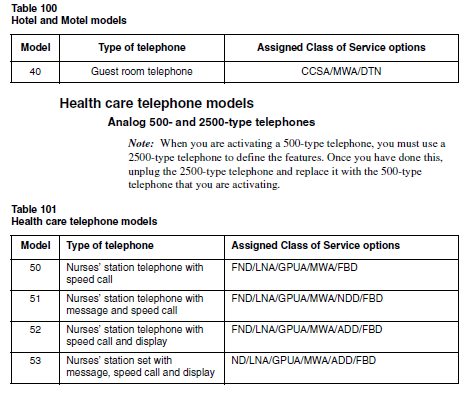 Table 100
Hotel and Motel models
Model Type of telephone Assigned Class of Service options
40 Guest room telephone CCSA/MWA/DTN
Health care telephone models
Analog 500- and 2500-type telephones
Note: When you are activating a 500-type telephone, you must use a
2500-type telephone to define the features. Once you have done this,
unplug the 2500-type telephone and replace it with the 500-type
telephone that you are activating.
Table 101
Health care telephone models
Model Type of telephone Assigned Class of Service options
50 Nurses' station telephone with FND/LNA/GPUA/MWA/FBD
speed call
51 Nurses' station telephone with FND/LNA/GPUA/MWA/NDD/FBD
message and speed call
52 Nurses' station telephone with FND/LNA/GPUA/MWA/ADD/FBD
speed call and display
53 Nurses' station set with ND/LNA/GPUA/MWA/ADD/FBD
message, speed call and display